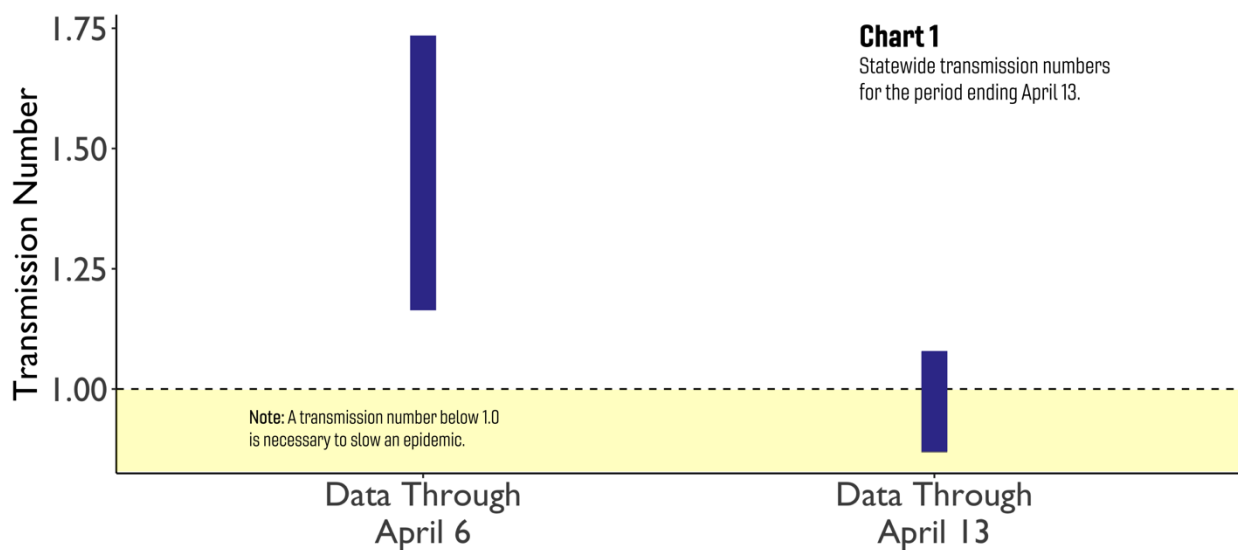 Chart 1
Statewide transmission numbers
for the period ending April 13.
Transmission Number
1.75
1.50
1.25
1.00
Note: A transmission number below 1.0
is necessary to slow an epidemic.
Data Through
April 6
Data Through
April 13